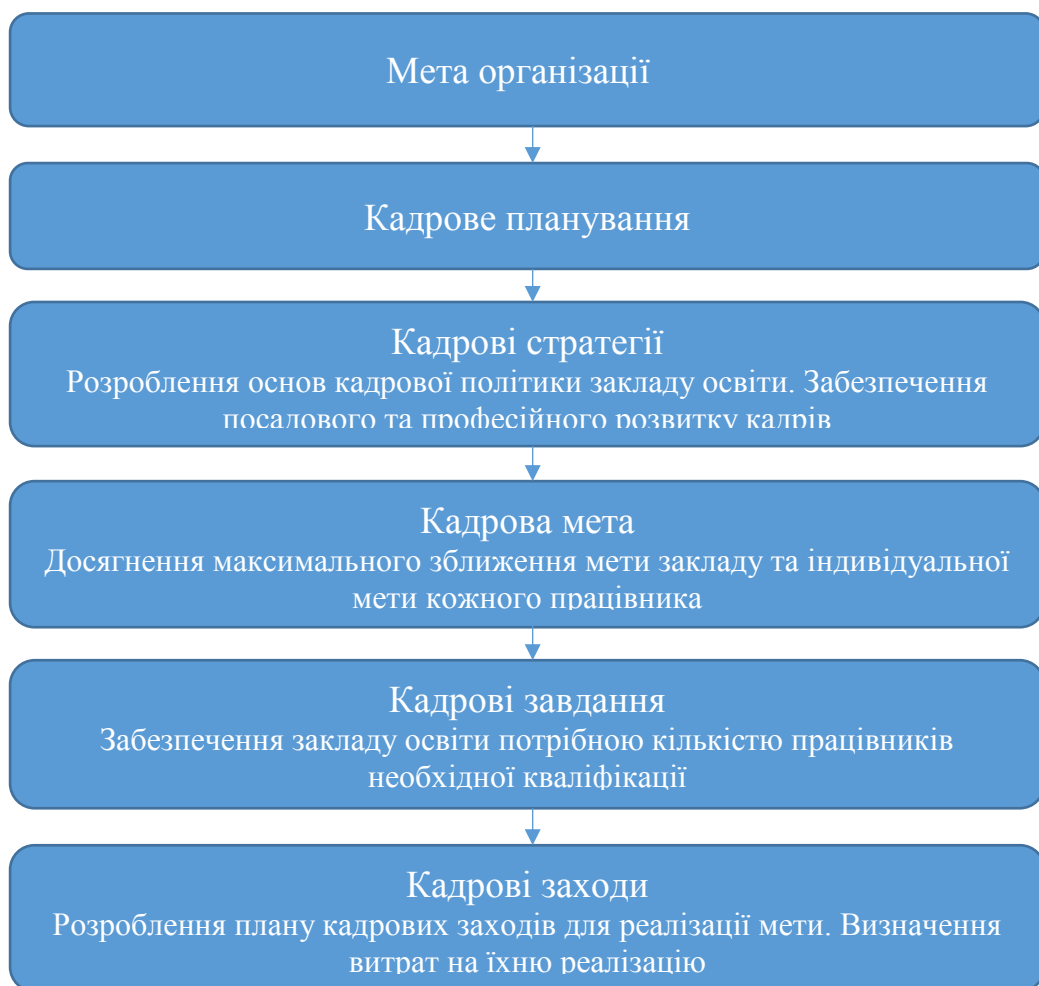 Мета організації
Кадрове планування
Кадрові стратегії
Розроблення основ кадрової політики закладу освіти. Забезпечення
посадового та професійного розвитку кадрів
Кадрова мета
Досягнення максимального зближення мети закладу та індивідуальної
мети кожного працівника
Кадрові завдання
Забезпечення закладу освіти потрібною кількістю працівників
необхідної кваліфікації
Кадрові заходи
Розроблення плану кадрових заходів для реалізації мети. Визначення
витрат на їхню реалізацію